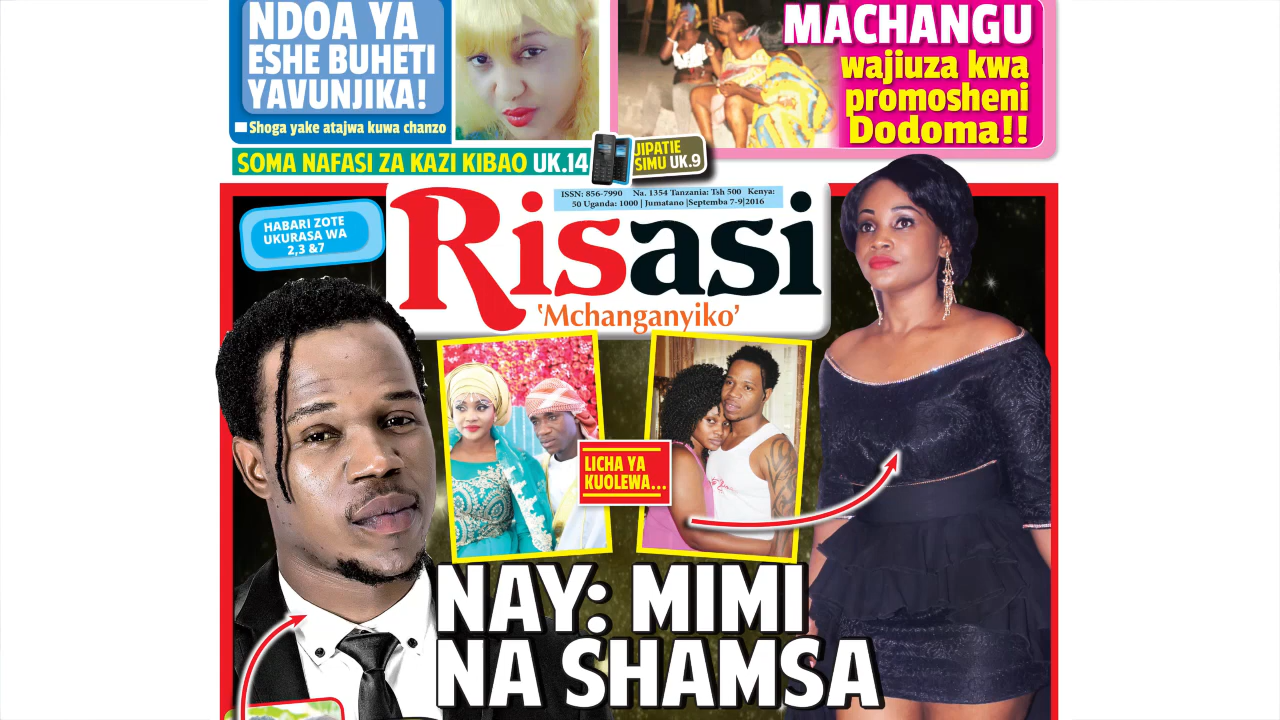 NDOA YA
ESHE BUHETI
YAVUNJIKA!
Shoga yake atajwa kuwa chanzo
MACHANGU
wajiuza kwa
promosheni
Dodoma!!
SOMA NAFASI ZA KAZI KIBAO UK.14
JIPATIE
SIMU UK.9
HABARI ZOTE
UKURASA WA
2,3 &7
ISSN: 856-7990 Na. 1354 Tanzania: Tsh 500 Kenya:
50 Uganda: 1000 | Jumatano |Septemba 7-9|2016
Risasi
'Mchanganyiko'
LICHA YA
KUOLEWA...
NAY: MIMI
NA SHAMSA